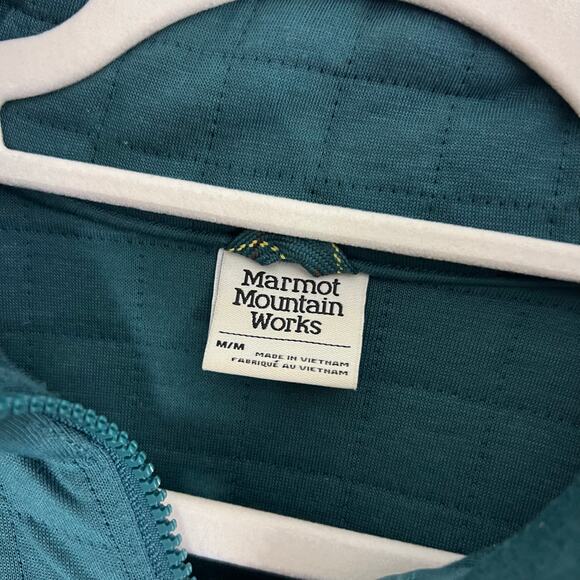 Marmot
Mountain
Works
M/M
MADE IN VIETNAM
FABRIQUÉ AU VIETNAM